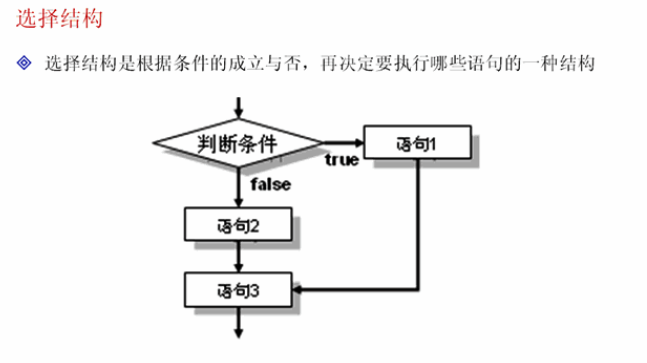 选择结构
选择结构是根据条件的成立与否，再决定要执行哪些语句的一种结构
判断条件
true
语句1
false
语句2
语句3